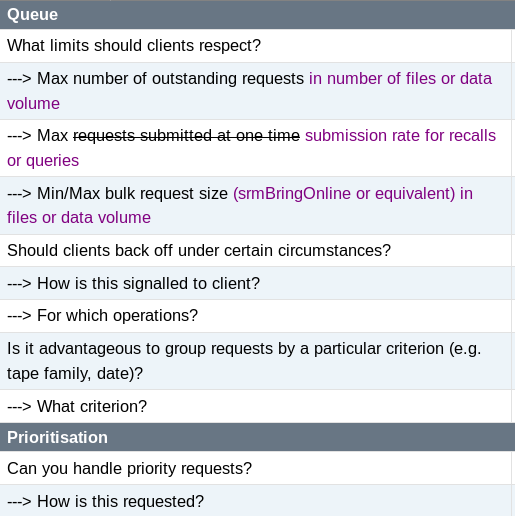 Queue
What limits should clients respect?
---> Max number of outstanding requests in number of files or data
volume
---> Max requests submitted at one time submission rate for recalls
or queries
---> Min/Max bulk request size (srmBringOnline or equivalent) in
files or data volume
Should clients back off under certain circumstances?
---> How is this signalled to client?
---> For which operations?
Is it advantageous to group requests by a particular criterion (e.g.
tape family, date)?
---> What criterion?
Prioritisation
Can you handle priority requests?
---> How is this requested?